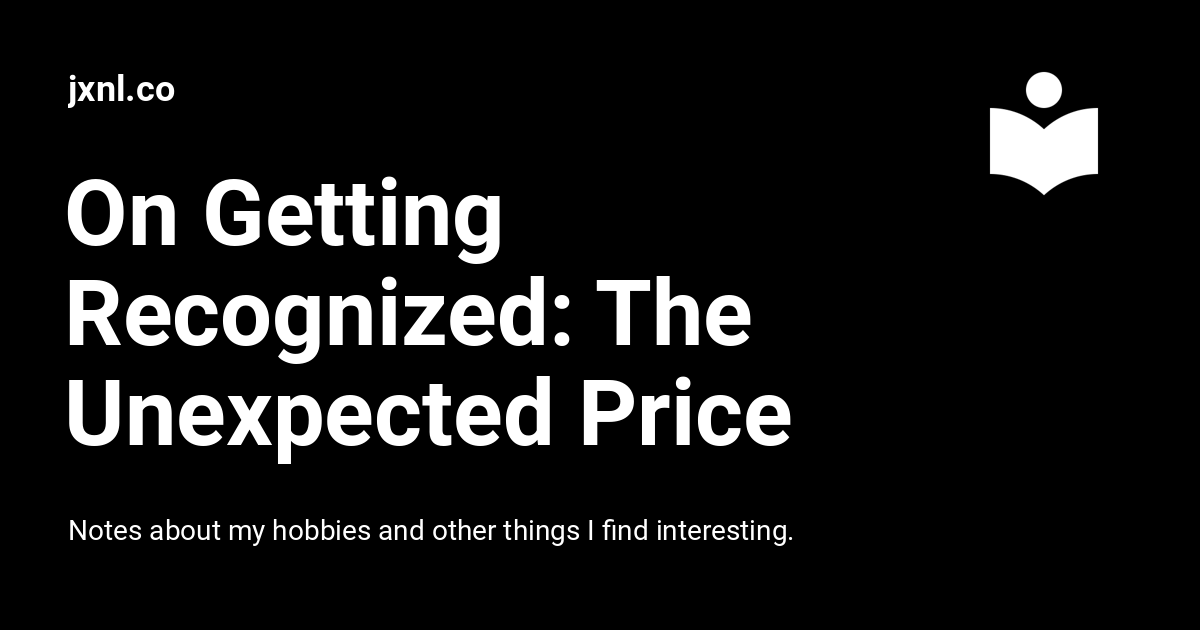 jxnl.co
On Getting
Recognized: The
Unexpected Price
Notes about my hobbies and other things I find interesting.